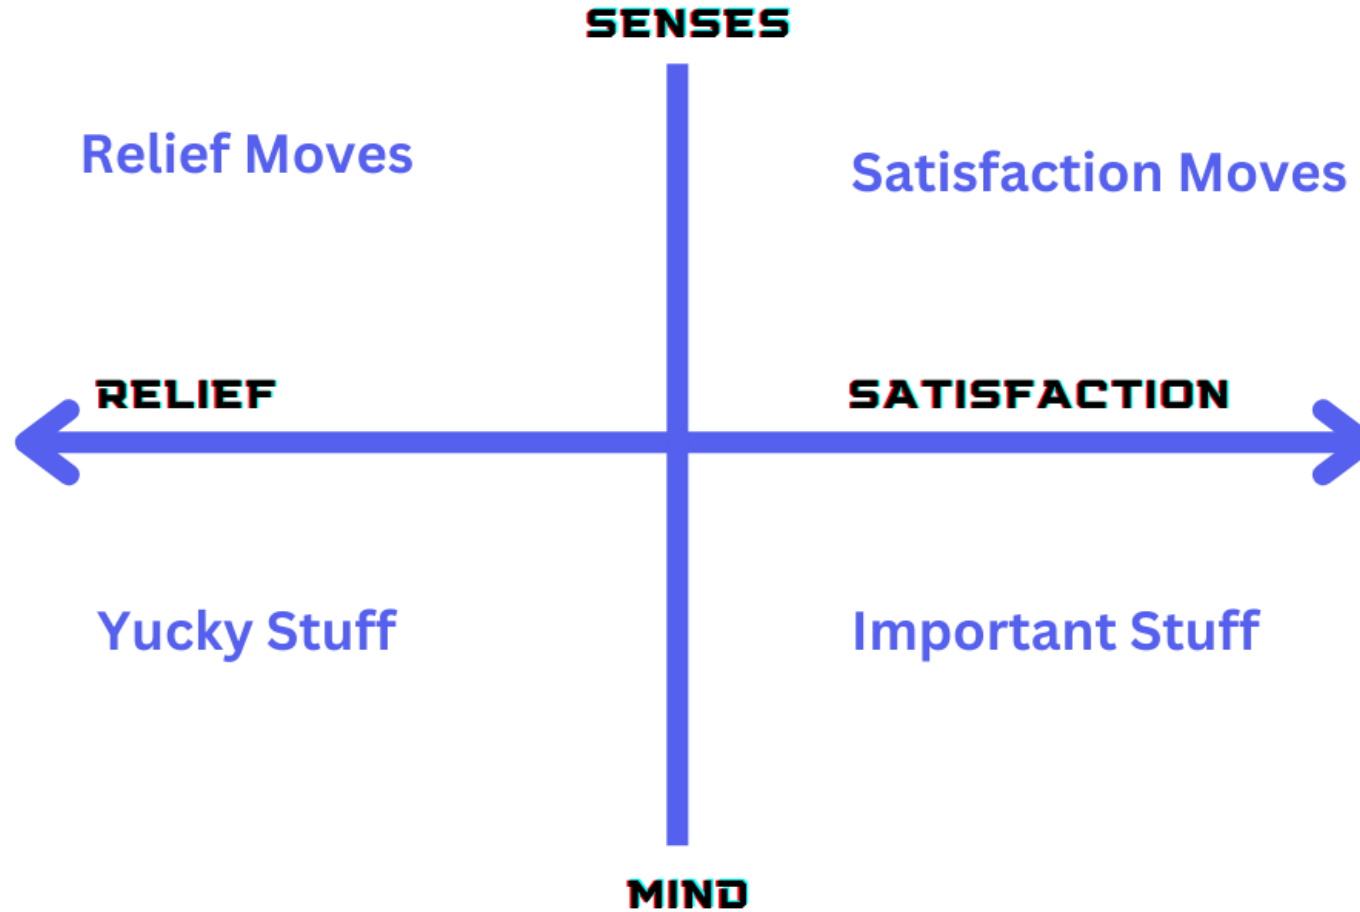 SENSES
Relief Moves
Satisfaction Moves
RELIEF
SATISFACTION
Yucky Stuff
Important Stuff
MIND